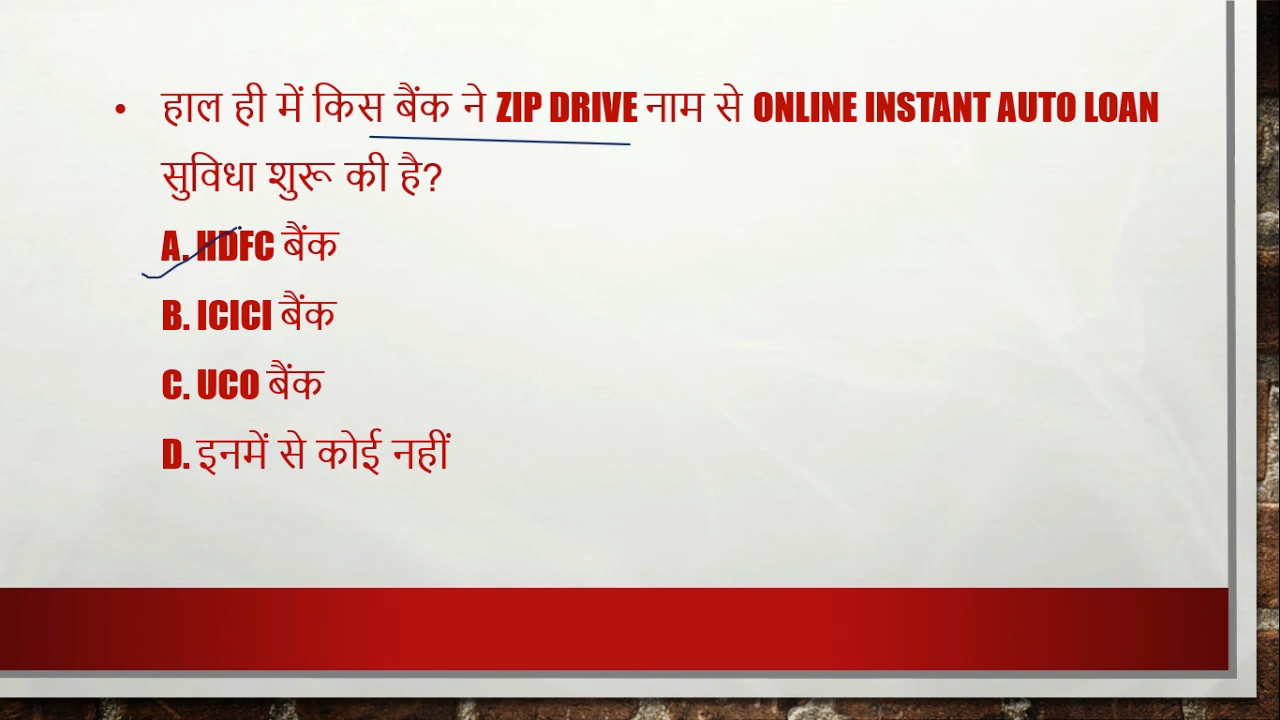 • हाल ही में किस बैंक ने ZIP DRIVE नाम से ONLINE INSTANT AUTO LOAN
सुविधा शुरू की है?
A. HDFC बैंक
B. ICICI बैंक
C. UCO बैंक
D. इनमें से कोई नहीं